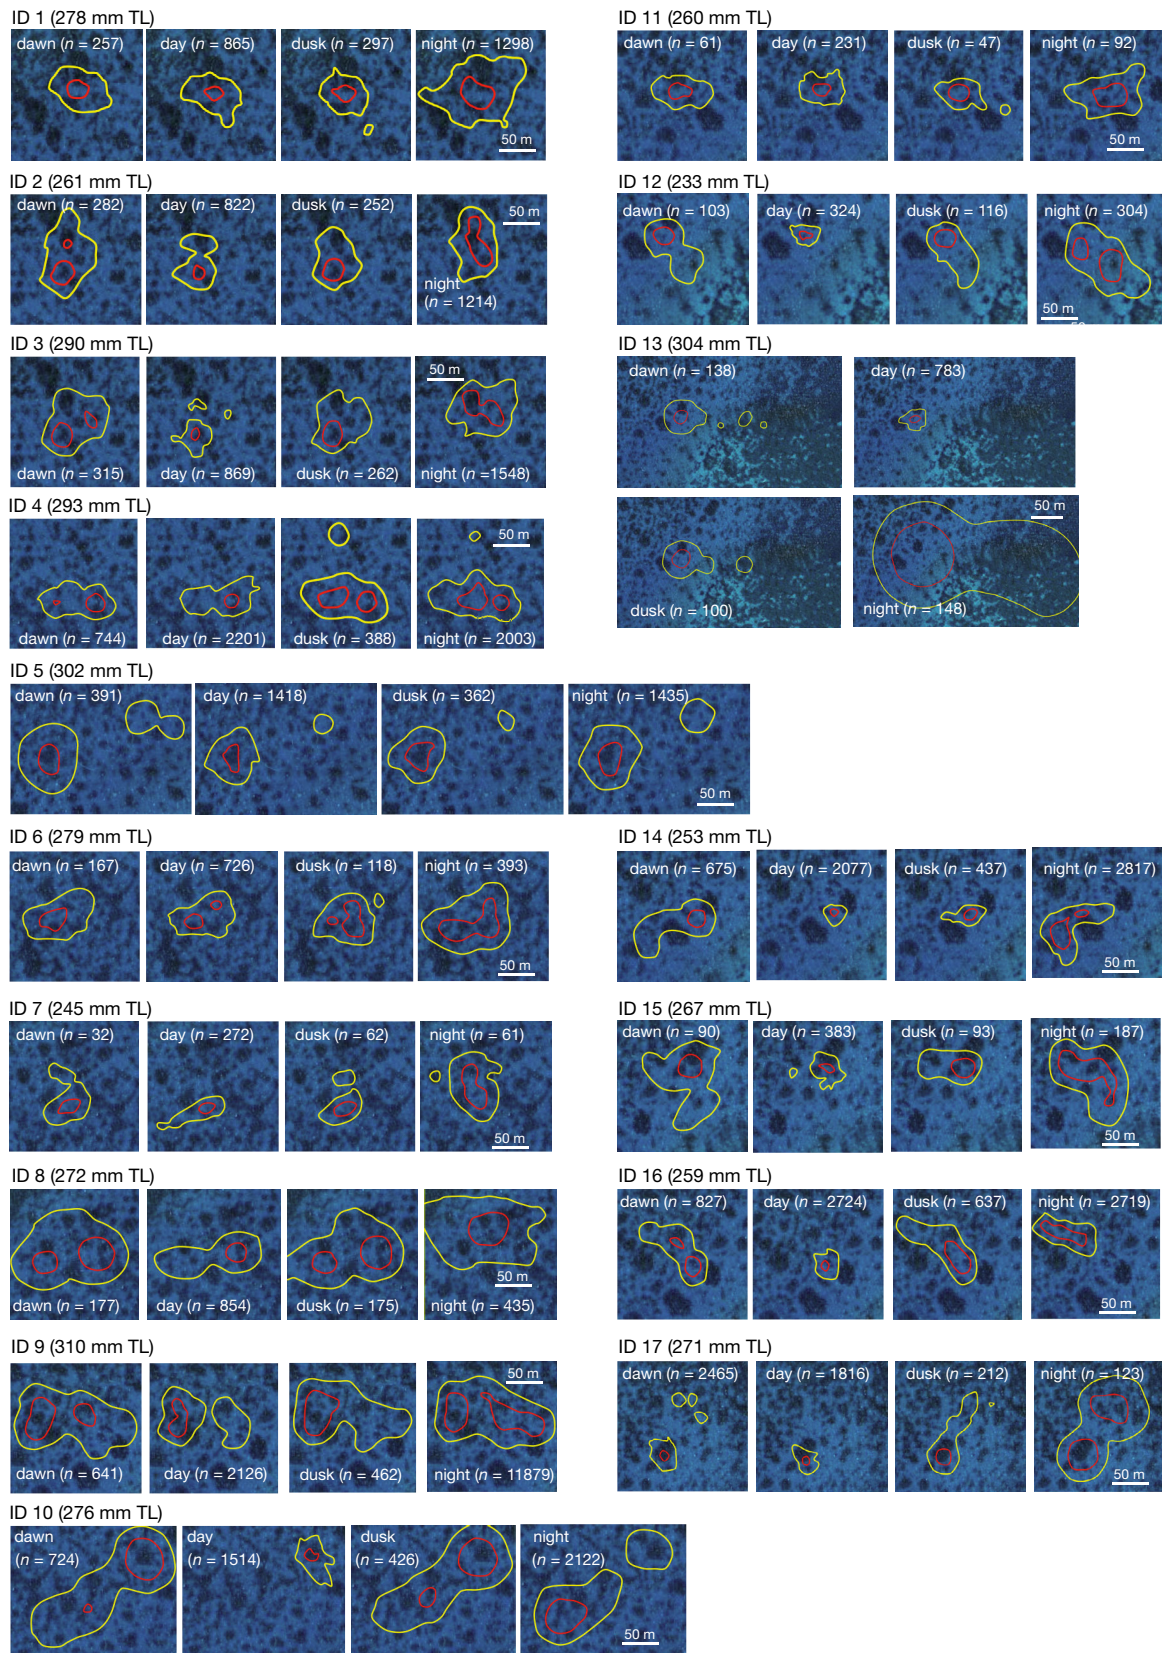 ID 1 (278 mm TL)
dawn (n = 257)
day (n = 865)
dusk (n = 297)
night (n = 1298)
50 m
ID 2 (261 mm TL)
dawn (n = 282)
day (n = 822)
dusk (n = 252)
50 m
night
(n = 1214)
ID 3 (290 mm TL)
50 m
dawn (n = 315)
day (n = 869)
dusk (n = 262)
night (n =1548)
ID 4 (293 mm TL)
50 m
dawn (n = 744)
day (n = 2201)
dusk (n = 388)
night (n = 2003)
ID 5 (302 mm TL)
dawn (n = 391)
day (n = 1418)
dusk (n = 362)
night (n = 1435)
50 m
ID 6 (279 mm TL)
dawn (n = 167)
day (n = 726)
dusk (n = 118)
night (n = 393)
50 m
ID 7 (245 mm TL)
dawn (n = 32)
day (n = 272)
dusk (n = 62)
night (n = 61)
50 m
ID 8 (272 mm TL)
50 m
dawn (n = 177)
day (n = 854)
dusk (n = 175)
night (n = 435)
ID 9 (310 mm TL)
50 m
dawn (n = 641)
day (n = 2126)
dusk (n = 462)
night (n = 11879)
ID 10 (276 mm TL)
dawn
(n = 724)
day
(n = 1514)
dusk
(n = 426)
night
(n = 2122)
50 m
ID 11 (260 mm TL)
dawn (n = 61)
day (n = 231)
dusk (n = 47)
night (n = 92)
50 m
ID 12 (233 mm TL)
dawn (n = 103)
day (n = 324)
dusk (n = 116)
night (n = 304)
50 m
ID 13 (304 mm TL)
dawn (n = 138)
day (n = 783)
50 m
dusk (n = 100)
night (n = 148)
ID 14 (253 mm TL)
dawn (n = 675)
day (n = 2077)
dusk (n = 437)
night (n = 2817)
50 m
ID 15 (267 mm TL)
dawn (n = 90)
day (n = 383)
dusk (n = 93)
night (n = 187)
50 m
ID 16 (259 mm TL)
dawn (n = 827)
day (n = 2724)
dusk (n = 637)
night (n = 2719)
50 m
ID 17 (271 mm TL)
dawn (n = 2465)
day (n = 1816)
dusk (n = 212)
night (n = 123)
50 m